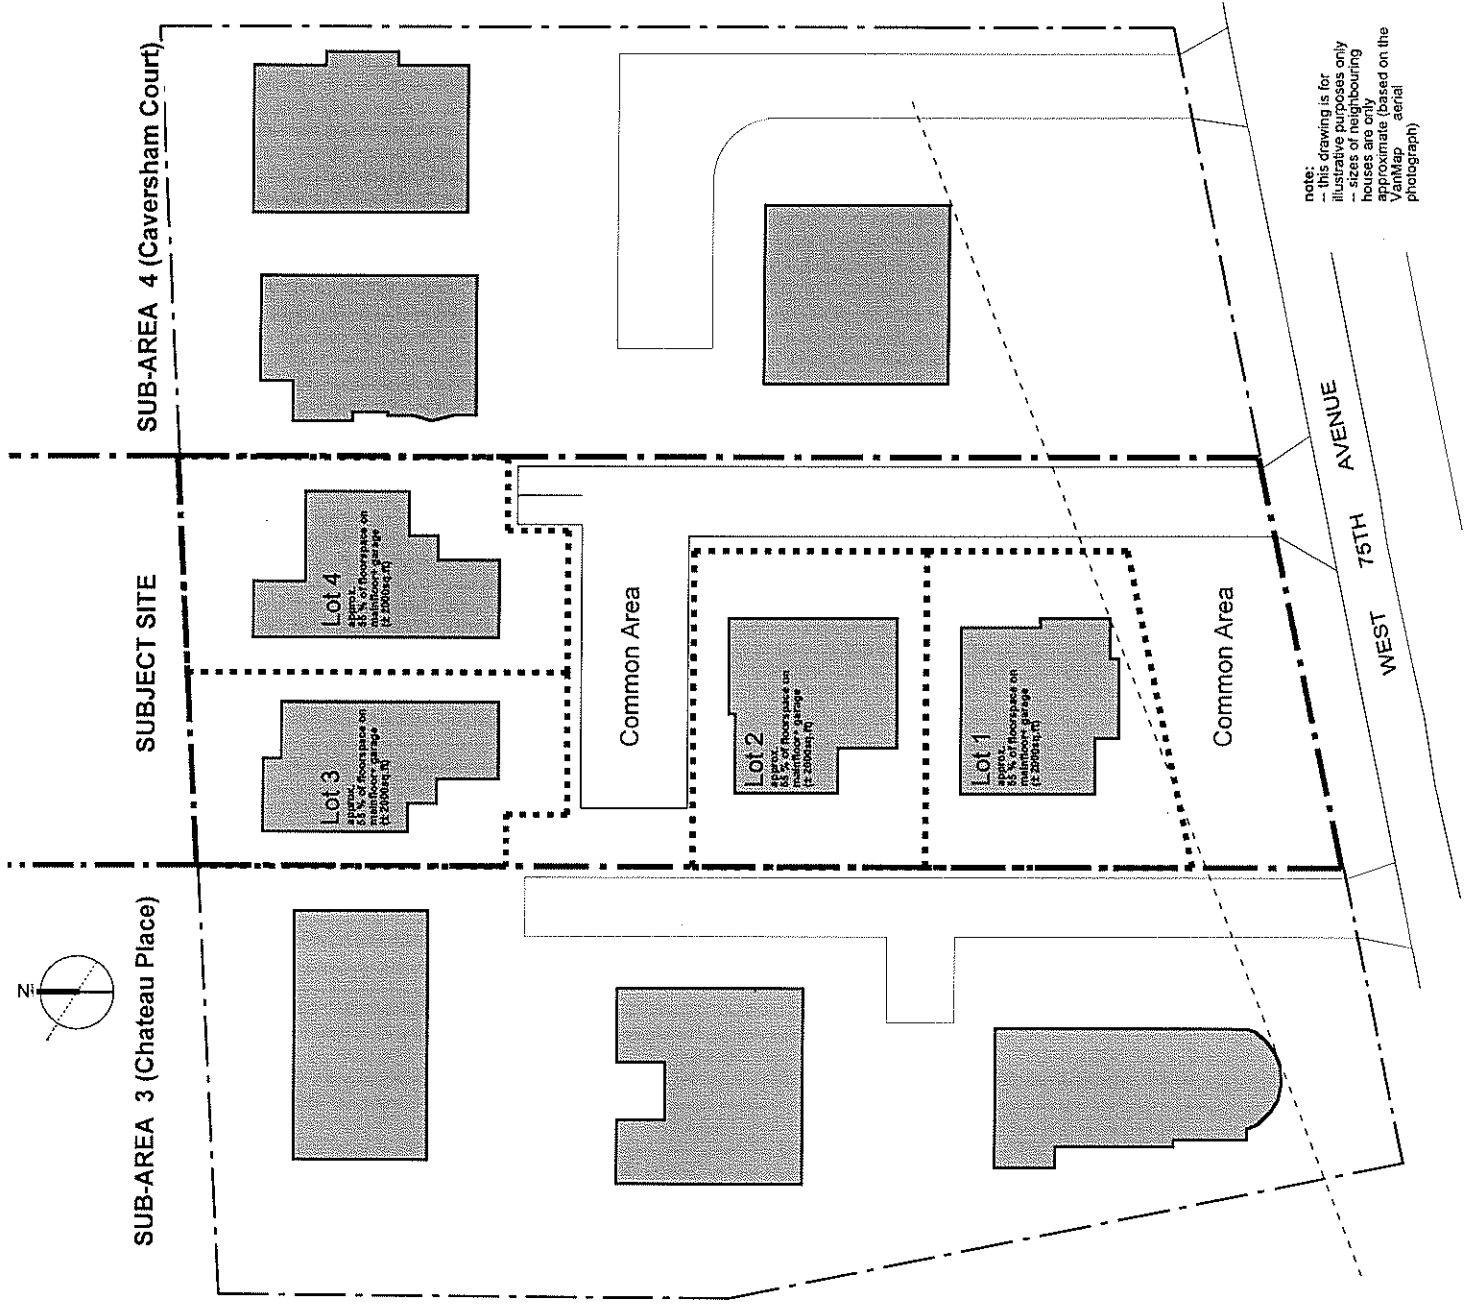 SUB-AREA 3 (Chateau Place)
SUBJECT SITE
SUB-AREA 4 (Caversham Court)
N
Lot 3
approx.
55 % of floorspace on
mainfloor+ garage
(± 2000sq.ft)
Lot 4
approx.
55 % of floorspace on
mainfloor+ garage
(± 2000sq.ft)
Common Area
Lot 2
approx.
55 % of floorspace on
mainfloor+ garage
(± 2000sq.ft)
Lot 1
approx.
55 % of floorspace on
mainfloor+ garage
(± 2000sq.ft)
Common Area
WEST 75TH AVENUE
note:
-- this drawing is for
illustrative purposes only
-- sizes of neighbouring
houses are only
approximate (based on the
VanMap aerial
photograph)